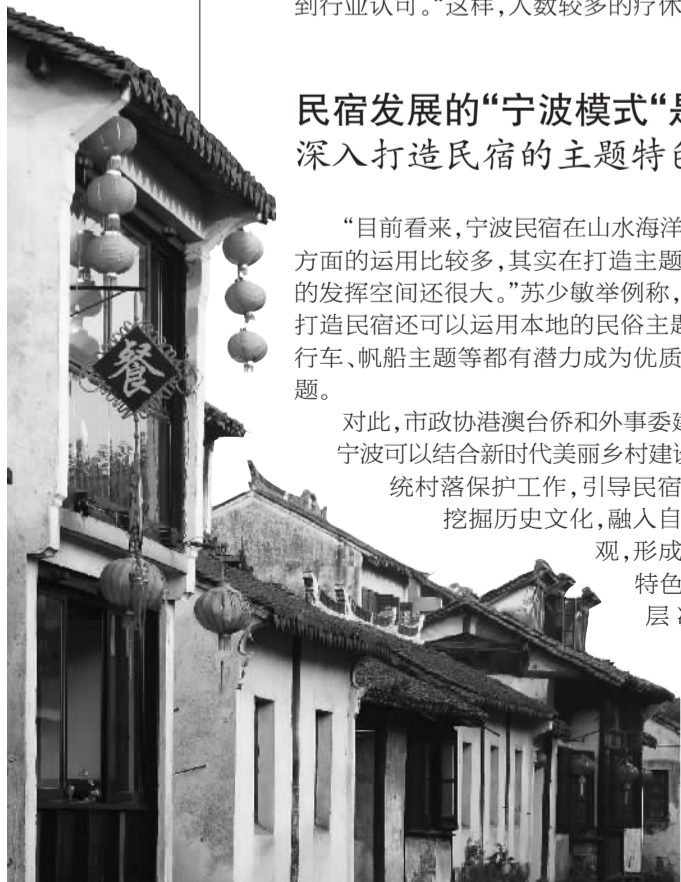 到行业认可。“这样,人数较多的疗休
民宿发展的“宁波模式“是
深入打造民宿的主题特色
“目前看来,宁波民宿在山水海洋
方面的运用比较多,其实在打造主题
的发挥空间还很大。”苏少敏举例称,
打造民宿还可以运用本地的民俗主题
行车、帆船主题等都有潜力成为优质
题。
对此,市政协港澳台侨和外事委建
宁波可以结合新时代美丽乡村建设
统村落保护工作,引导民宿
挖掘历史文化,融入自
观,形成
特色
层
餐